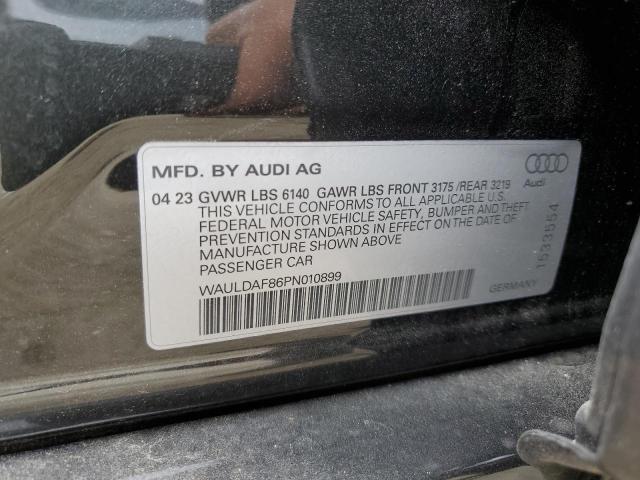 MFD. BY AUDI AG
04 23 GVWR LBS 6140 GAWR LBS FRONT 3175 /REAR 3219
THIS VEHICLE CONFORMS TO ALL APPLICABLE U.S.
FEDERAL MOTOR VEHICLE SAFETY, BUMPER AND THEFT
PREVENTION STANDARDS IN EFFECT ON THE DATE OF
MANUFACTURE SHOWN ABOVE
PASSENGER CAR
WAULDAF86PN010899
Audi
1533554
GERMANY